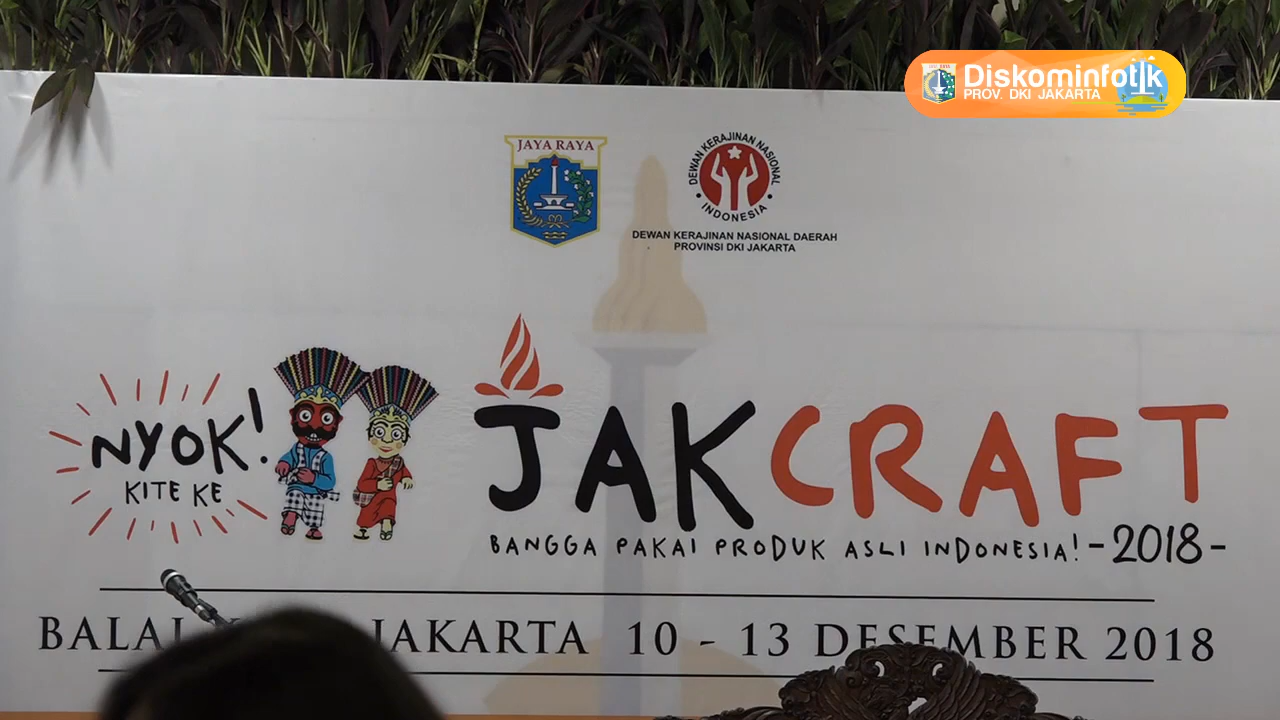 Diskominfotik
PROV. DKI JAKARTA
JAYA RAYA
DEWAN KERAJINAN NASIONAL
INDONESIA
DEWAN KERAJINAN NASIONAL DAERAH
PROVINSI DKI JAKARTA
NYOK!
KITE KE
JAKCRAFT
BANGGA PAKAI PRODUK ASLI INDONESIA! -2018-
BALAI JAKARTA 10 - 13 DESEMBER 2018